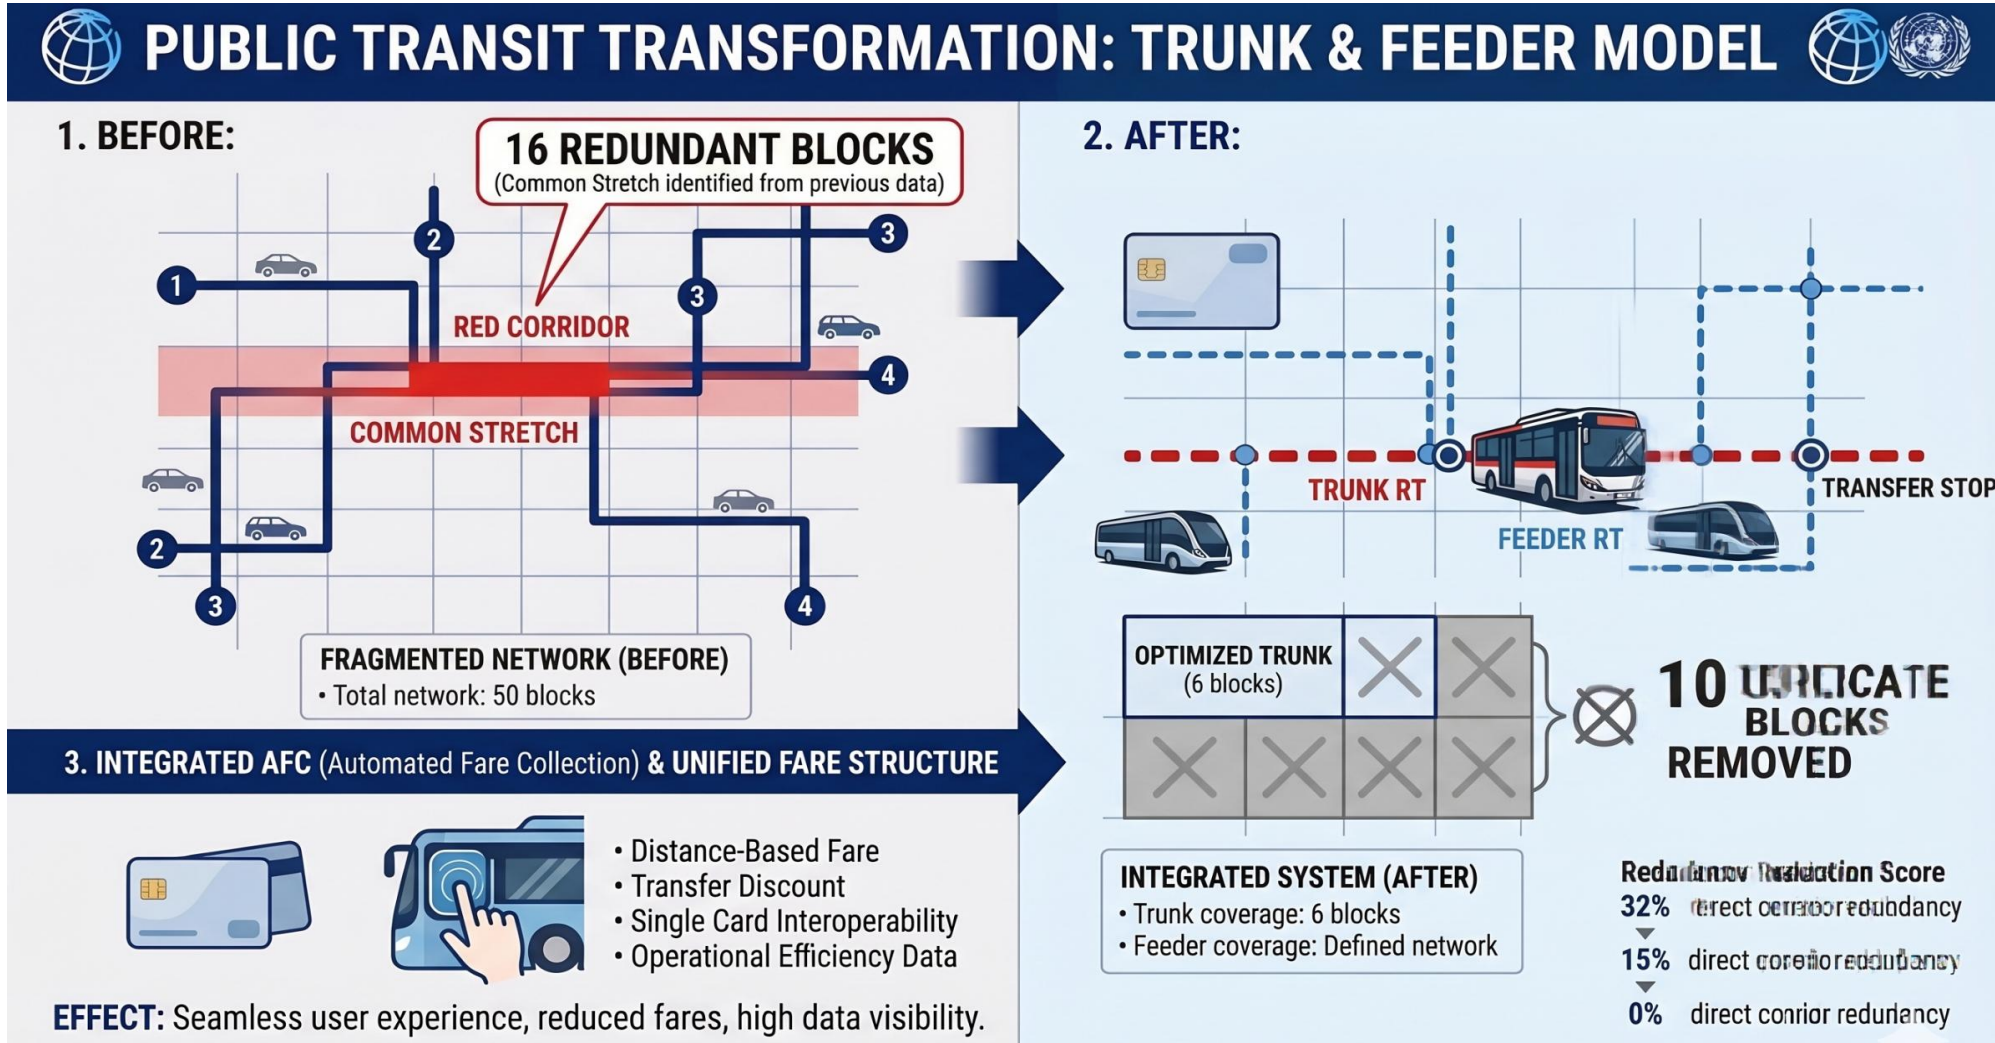 PUBLIC TRANSIT TRANSFORMATION: TRUNK & FEEDER MODEL
1. BEFORE:
16 REDUNDANT BLOCKS
(Common Stretch identified from previous data)
2
3
1
3
RED CORRIDOR
4
COMMON STRETCH
2
3
4
FRAGMENTED NETWORK (BEFORE)
• Total network: 50 blocks
2. AFTER:
TRUNK RT
TRANSFER STOP
FEEDER RT
OPTIMIZED TRUNK
(6 blocks)
10
BLOCKS
REMOVED
INTEGRATED SYSTEM (AFTER)
• Trunk coverage: 6 blocks
• Feeder coverage: Defined network
Score
32% redundancy
15% direct
0% direct
3. INTEGRATED AFC (Automated Fare Collection) & UNIFIED FARE STRUCTURE
• Distance-Based Fare
• Transfer Discount
• Single Card Interoperability
• Operational Efficiency Data
EFFECT: Seamless user experience, reduced fares, high data visibility.